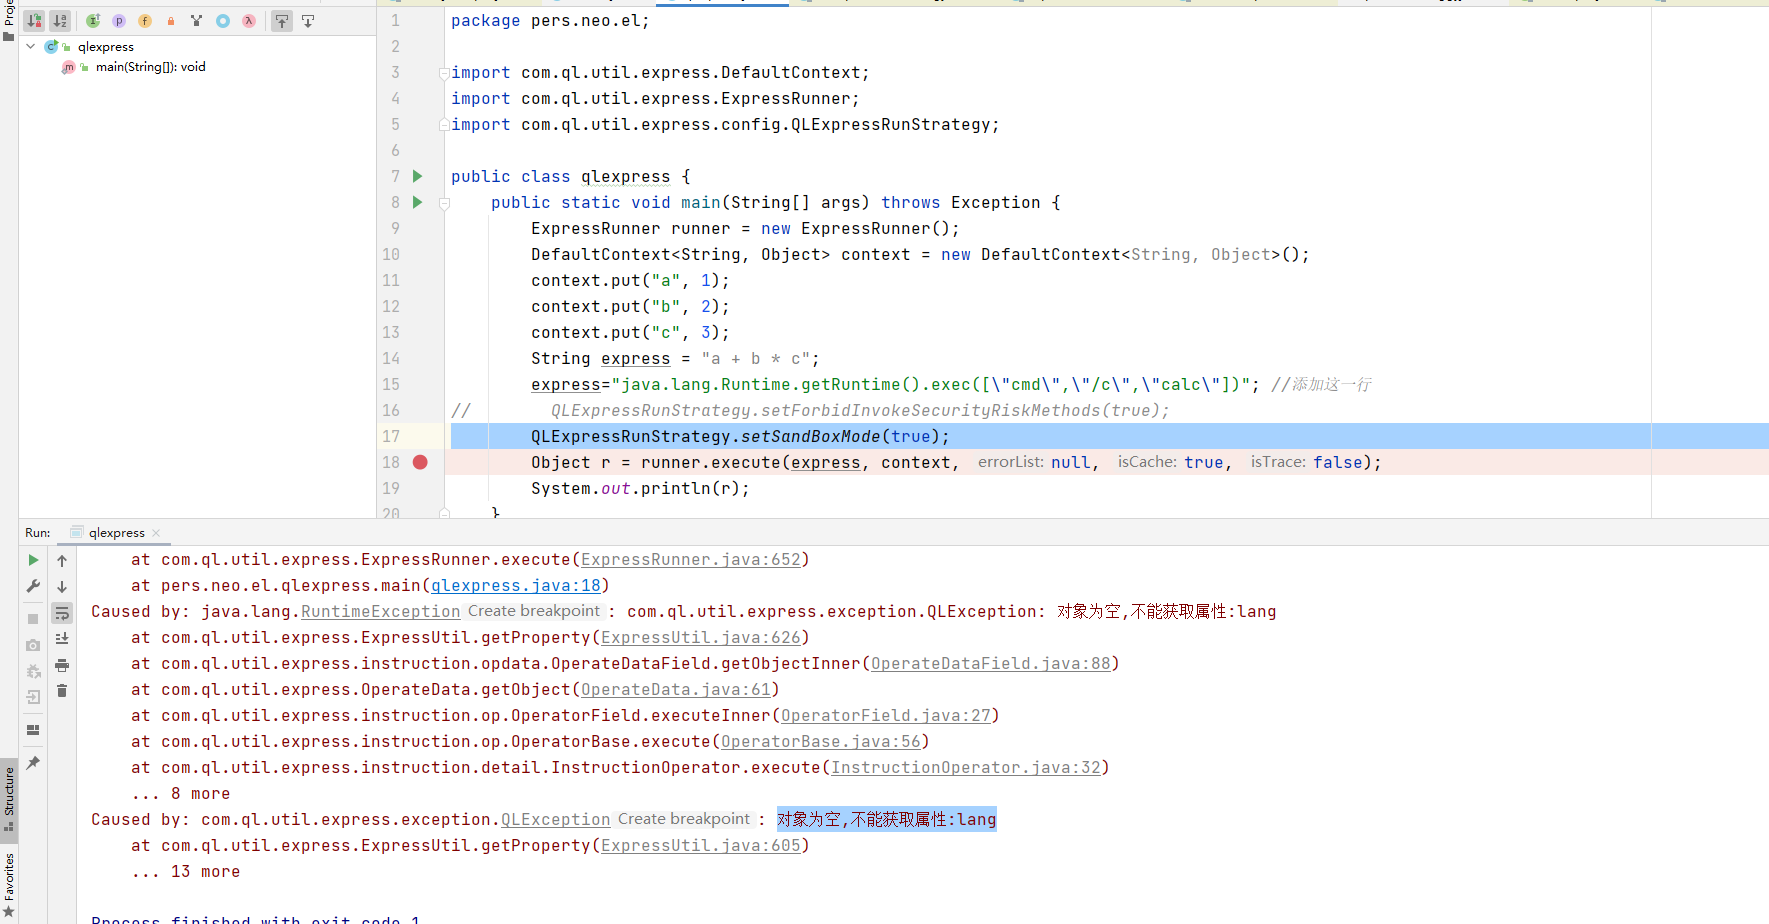 qlexpress
main(String[]): void
1 package pers.neo.el;
2
3 import com.ql.util.express.DefaultContext;
4 import com.ql.util.express.ExpressRunner;
5 import com.ql.util.express.config.QLExpressRunStrategy;
6
7 public class qlexpress {
8 public static void main(String[] args) throws Exception {
9 ExpressRunner runner = new ExpressRunner();
10 DefaultContext<String, Object> context = new DefaultContext<String, Object>();
11 context.put("a", 1);
12 context.put("b", 2);
13 context.put("c", 3);
14 String express = "a + b * c";
15 express="java.lang.Runtime.getRuntime().exec([\"cmd\",\"/c\",\"calc\"])"; //添加这一行
16 // QLExpressRunStrategy.setForbidInvokeSecurityRiskMethods(true);
17 QLExpressRunStrategy.setSandBoxMode(true);
18 Object r = runner.execute(express, context, errorList: null, isCache: true, isTrace: false);
19 System.out.println(r);
20 }
Run: qlexpress
at com.ql.util.express.ExpressRunner.execute(ExpressRunner.java:652)
at pers.neo.el.qlexpress.main(qlexpress.java:18)
Caused by: java.lang.RuntimeException Create breakpoint : com.ql.util.express.exception.QLException: 对象为空,不能获取属性:lang
at com.ql.util.express.ExpressUtil.getProperty(ExpressUtil.java:626)
at com.ql.util.express.instruction.opdata.OperateDataField.getObjectInner(OperateDataField.java:88)
at com.ql.util.express.OperateData.getObject(OperateData.java:61)
at com.ql.util.express.instruction.op.OperatorField.executeInner(OperatorField.java:27)
at com.ql.util.express.instruction.op.OperatorBase.execute(OperatorBase.java:56)
at com.ql.util.express.instruction.detail.InstructionOperator.execute(InstructionOperator.java:32)
... 8 more
Caused by: com.ql.util.express.exception.QLException Create breakpoint : 对象为空,不能获取属性:lang
at com.ql.util.express.ExpressUtil.getProperty(ExpressUtil.java:605)
... 13 more
Process finished with exit code 1
Structure
Favorites